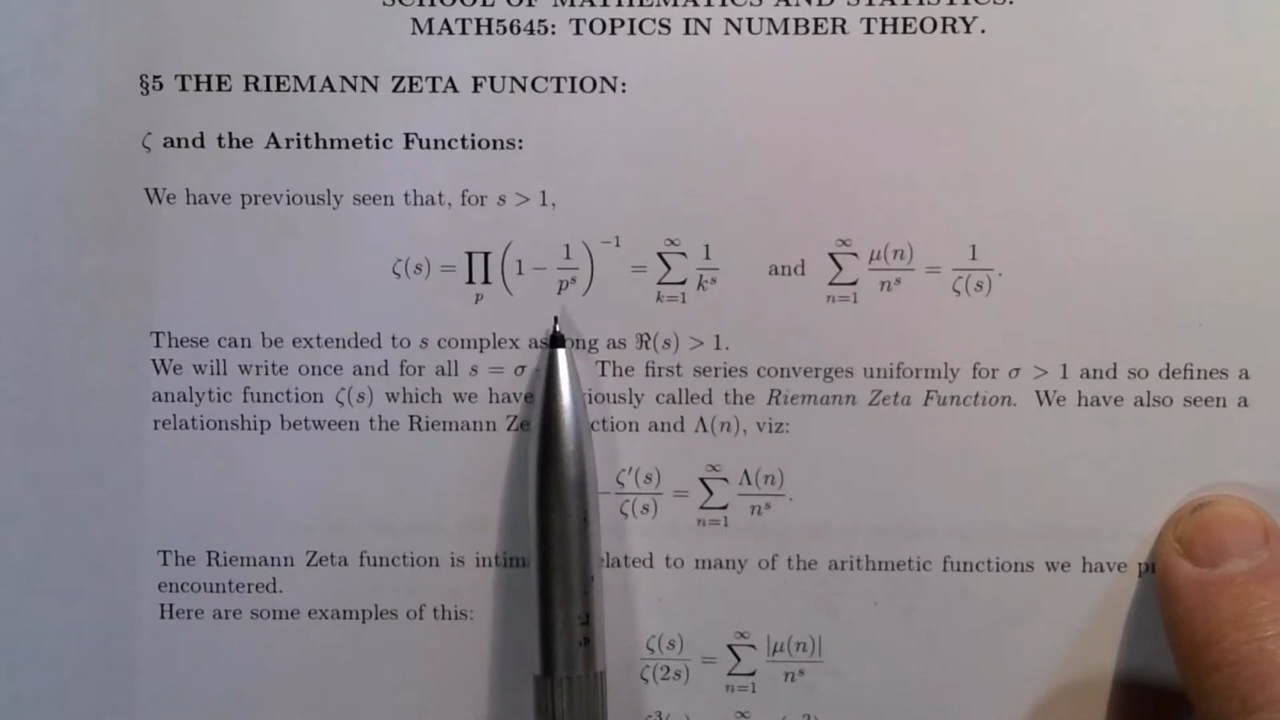 SCHOOL OF MATHEMATICS AND STATISTICS.
MATH5645: TOPICS IN NUMBER THEORY.
§5 THE RIEMANN ZETA FUNCTION:
ζ and the Arithmetic Functions:
We have previously seen that, for s > 1,
ζ(s) = ∏_p (1 − 1/p^s)^{−1} = ∑_{k=1}^∞ 1/k^s and ∑_{n=1}^∞ μ(n)/n^s = 1/ζ(s).
These can be extended to s complex as long as ℜ(s) > 1.
We will write once and for all s = σ The first series converges uniformly for σ > 1 and so defines a
analytic function ζ(s) which we have iously called the Riemann Zeta Function. We have also seen a
relationship between the Riemann Ze ction and Λ(n), viz:
−ζ′(s)/ζ(s) = ∑_{n=1}^∞ Λ(n)/n^s.
The Riemann Zeta function is intim lated to many of the arithmetic functions we have
encountered.
Here are some examples of this:
ζ(s)/ζ(2s) = ∑_{n=1}^∞ |μ(n)|/n^s